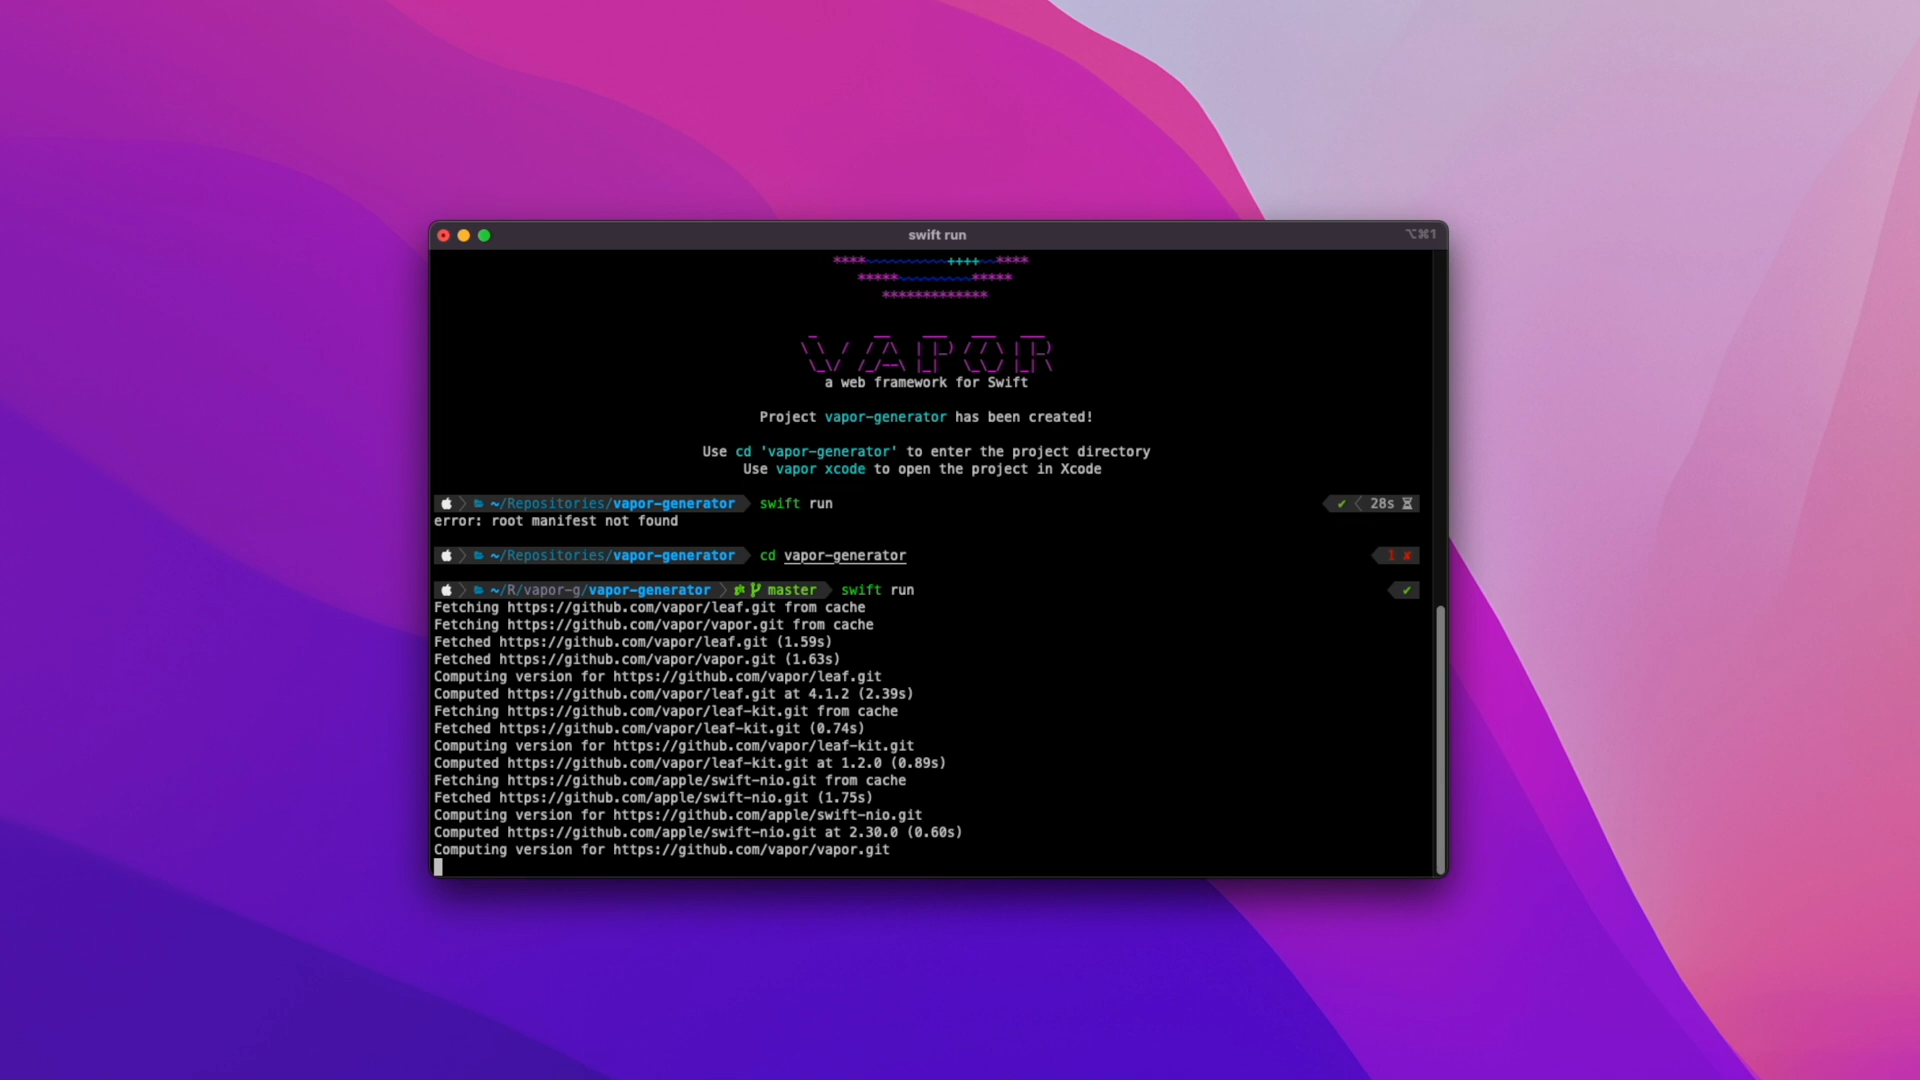 swift run
⌥⌘1
****~~~~~~~~~~++++~~****
*****~~~~~~~~~*****
*************
VAPOR
a web framework for Swift
Project vapor-generator has been created!
Use cd 'vapor-generator' to enter the project directory
Use vapor xcode to open the project in Xcode
~/Repositories/vapor-generator swift run ✔ 28s
error: root manifest not found
~/Repositories/vapor-generator cd vapor-generator 1 ✘
~/R/vapor-g/vapor-generator master swift run ✔
Fetching https://github.com/vapor/leaf.git from cache
Fetching https://github.com/vapor/vapor.git from cache
Fetched https://github.com/vapor/leaf.git (1.59s)
Fetched https://github.com/vapor/vapor.git (1.63s)
Computing version for https://github.com/vapor/leaf.git
Computed https://github.com/vapor/leaf.git at 4.1.2 (2.39s)
Fetching https://github.com/vapor/leaf-kit.git from cache
Fetched https://github.com/vapor/leaf-kit.git (0.74s)
Computing version for https://github.com/vapor/leaf-kit.git
Computed https://github.com/vapor/leaf-kit.git at 1.2.0 (0.89s)
Fetching https://github.com/apple/swift-nio.git from cache
Fetched https://github.com/apple/swift-nio.git (1.75s)
Computing version for https://github.com/apple/swift-nio.git
Computed https://github.com/apple/swift-nio.git at 2.30.0 (0.60s)
Computing version for https://github.com/vapor/vapor.git